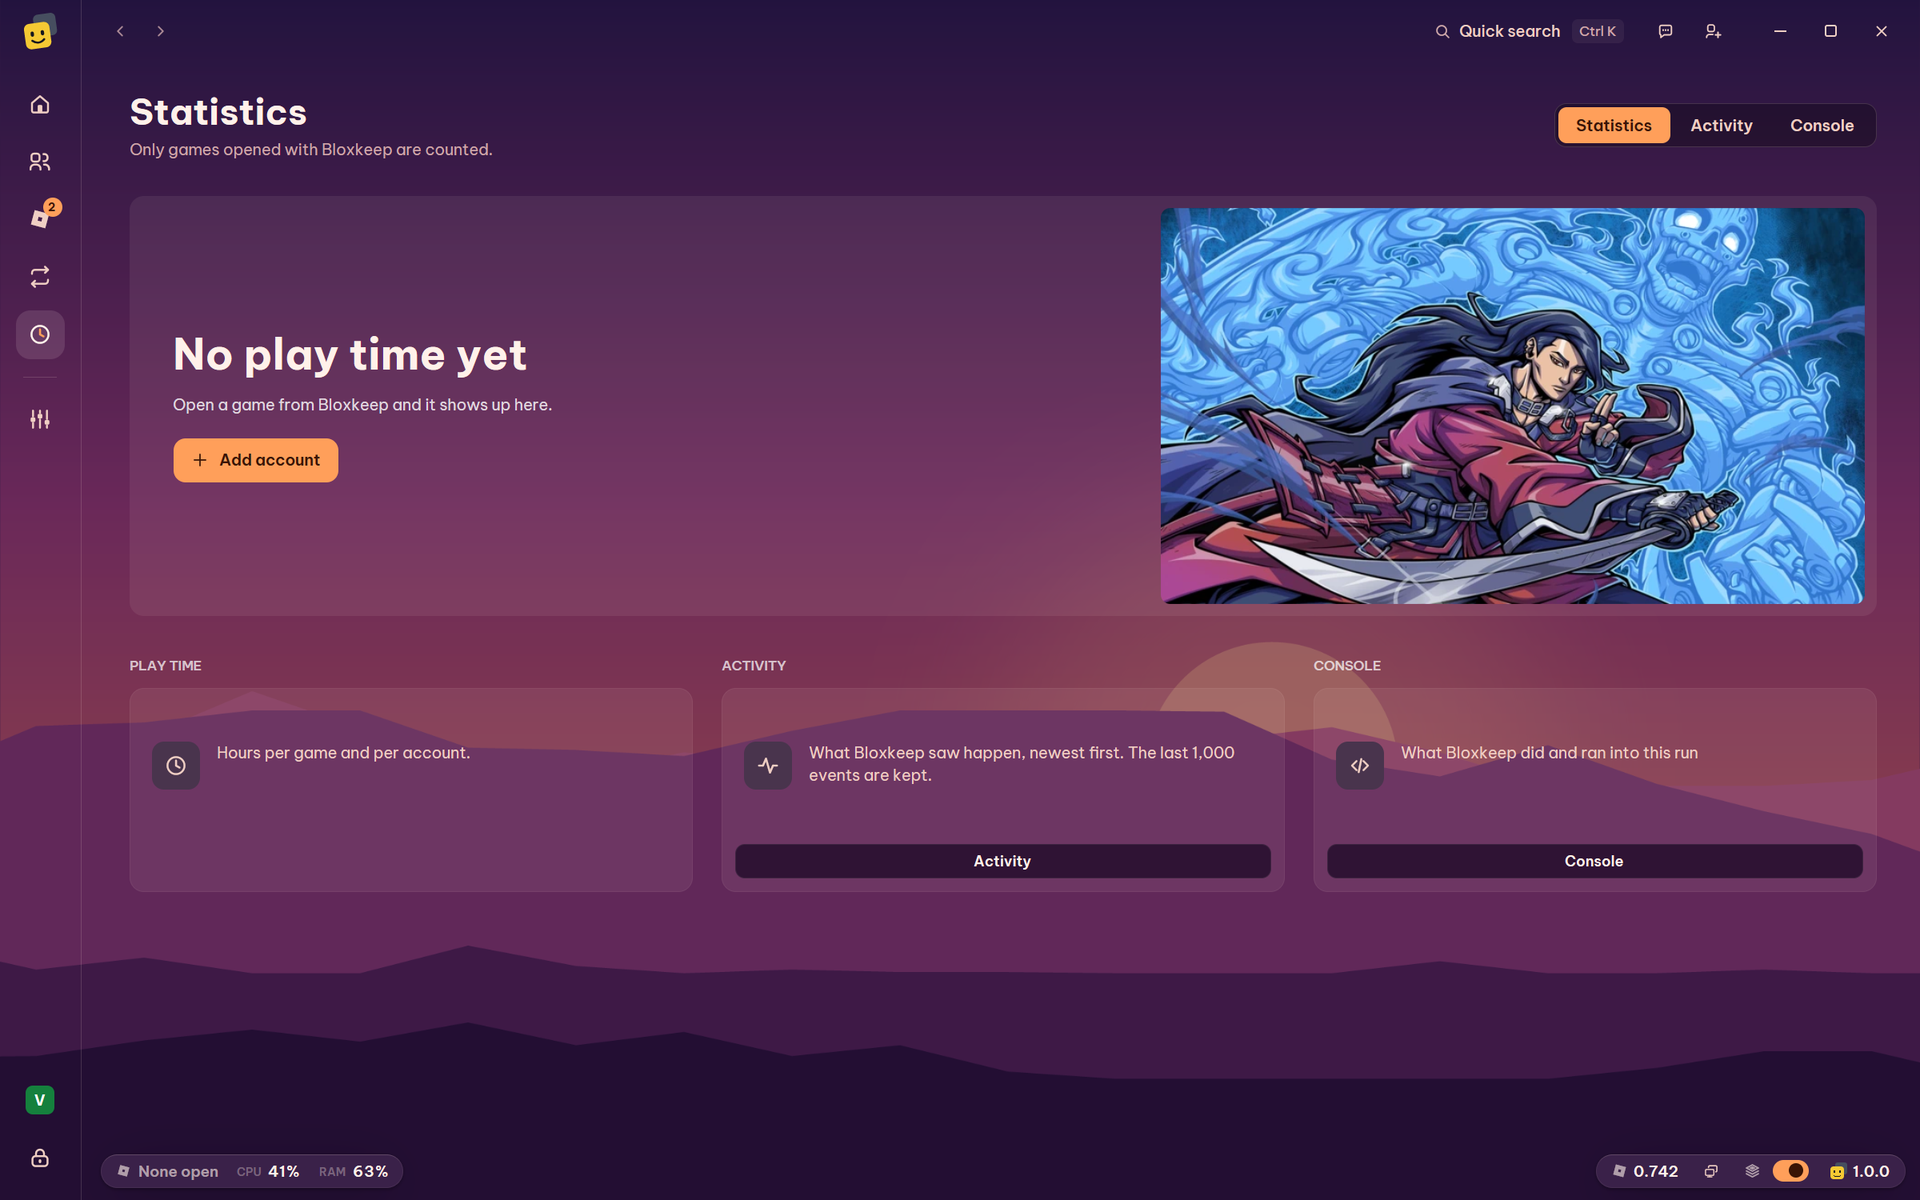 Quick search
Ctrl K
Statistics
Only games opened with Bloxkeep are counted.
Statistics
Activity
Console
2
No play time yet
Open a game from Bloxkeep and it shows up here.
Add account
PLAY TIME
Hours per game and per account.
ACTIVITY
What Bloxkeep saw happen, newest first. The last 1,000
events are kept.
Activity
CONSOLE
What Bloxkeep did and ran into this run
Console
V
None open
CPU 41%
RAM 63%
0.742
1.0.0